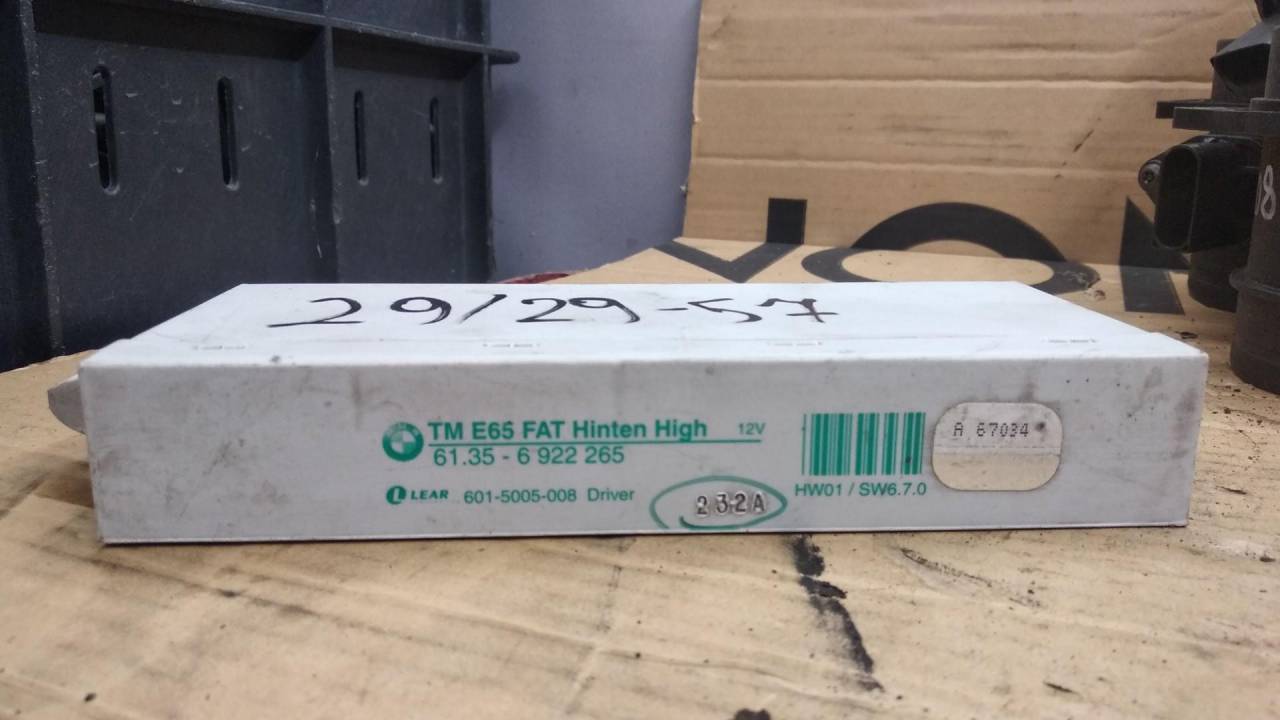 29/29-57
TM E65 FAT Hinten High 12V
61.35 - 6 922 265
LEAR 601-5005-008 Driver
232A
HW01 / SW6.7.0
A 67034
18